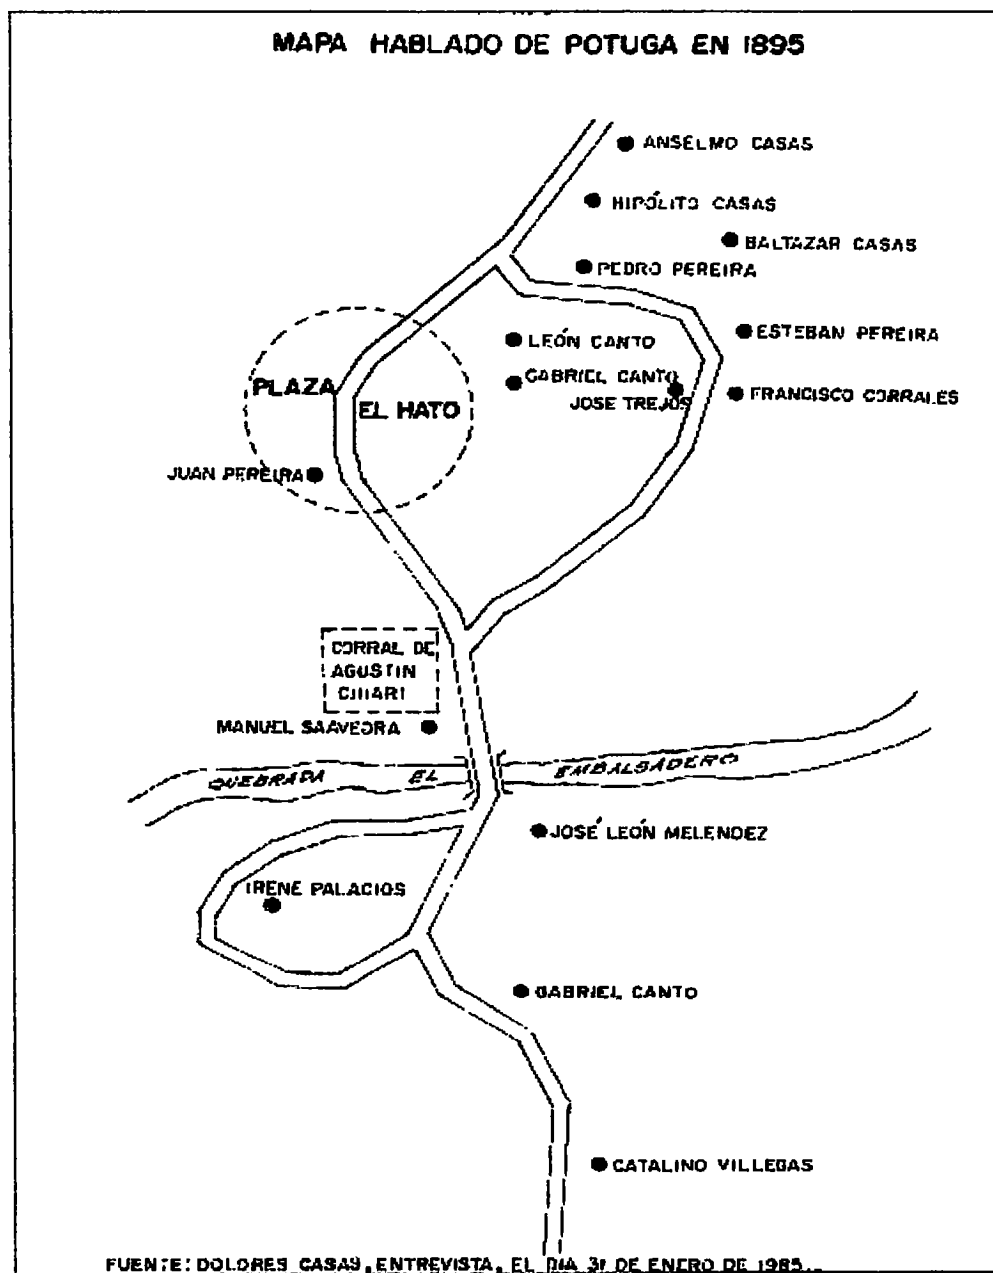 MAPA HABLADO DE POTUGA EN 1895
ANSELMO CASAS
HIPÓLITO CASAS
BALTAZAR CASAS
PEDRO PEREIRA
ESTEBAN PEREIRA
LEÓN CANTO
GABRIEL CANTO
PLAZA
JOSE TREJOS
FRANCISCO CORRALES
EL HATO
JUAN PEREIRA
CORRAL DE
AGUSTIN
CHIARI
MANUEL SAAVEDRA
QUEBRADA EL EMBALSADERO
JOSÉ LEÓN MELENDEZ
IRENE PALACIOS
GABRIEL CANTO
CATALINO VILLEGAS
FUENTE: DOLORES CASAS, ENTREVISTA, EL DIA 31 DE ENERO DE 1985.